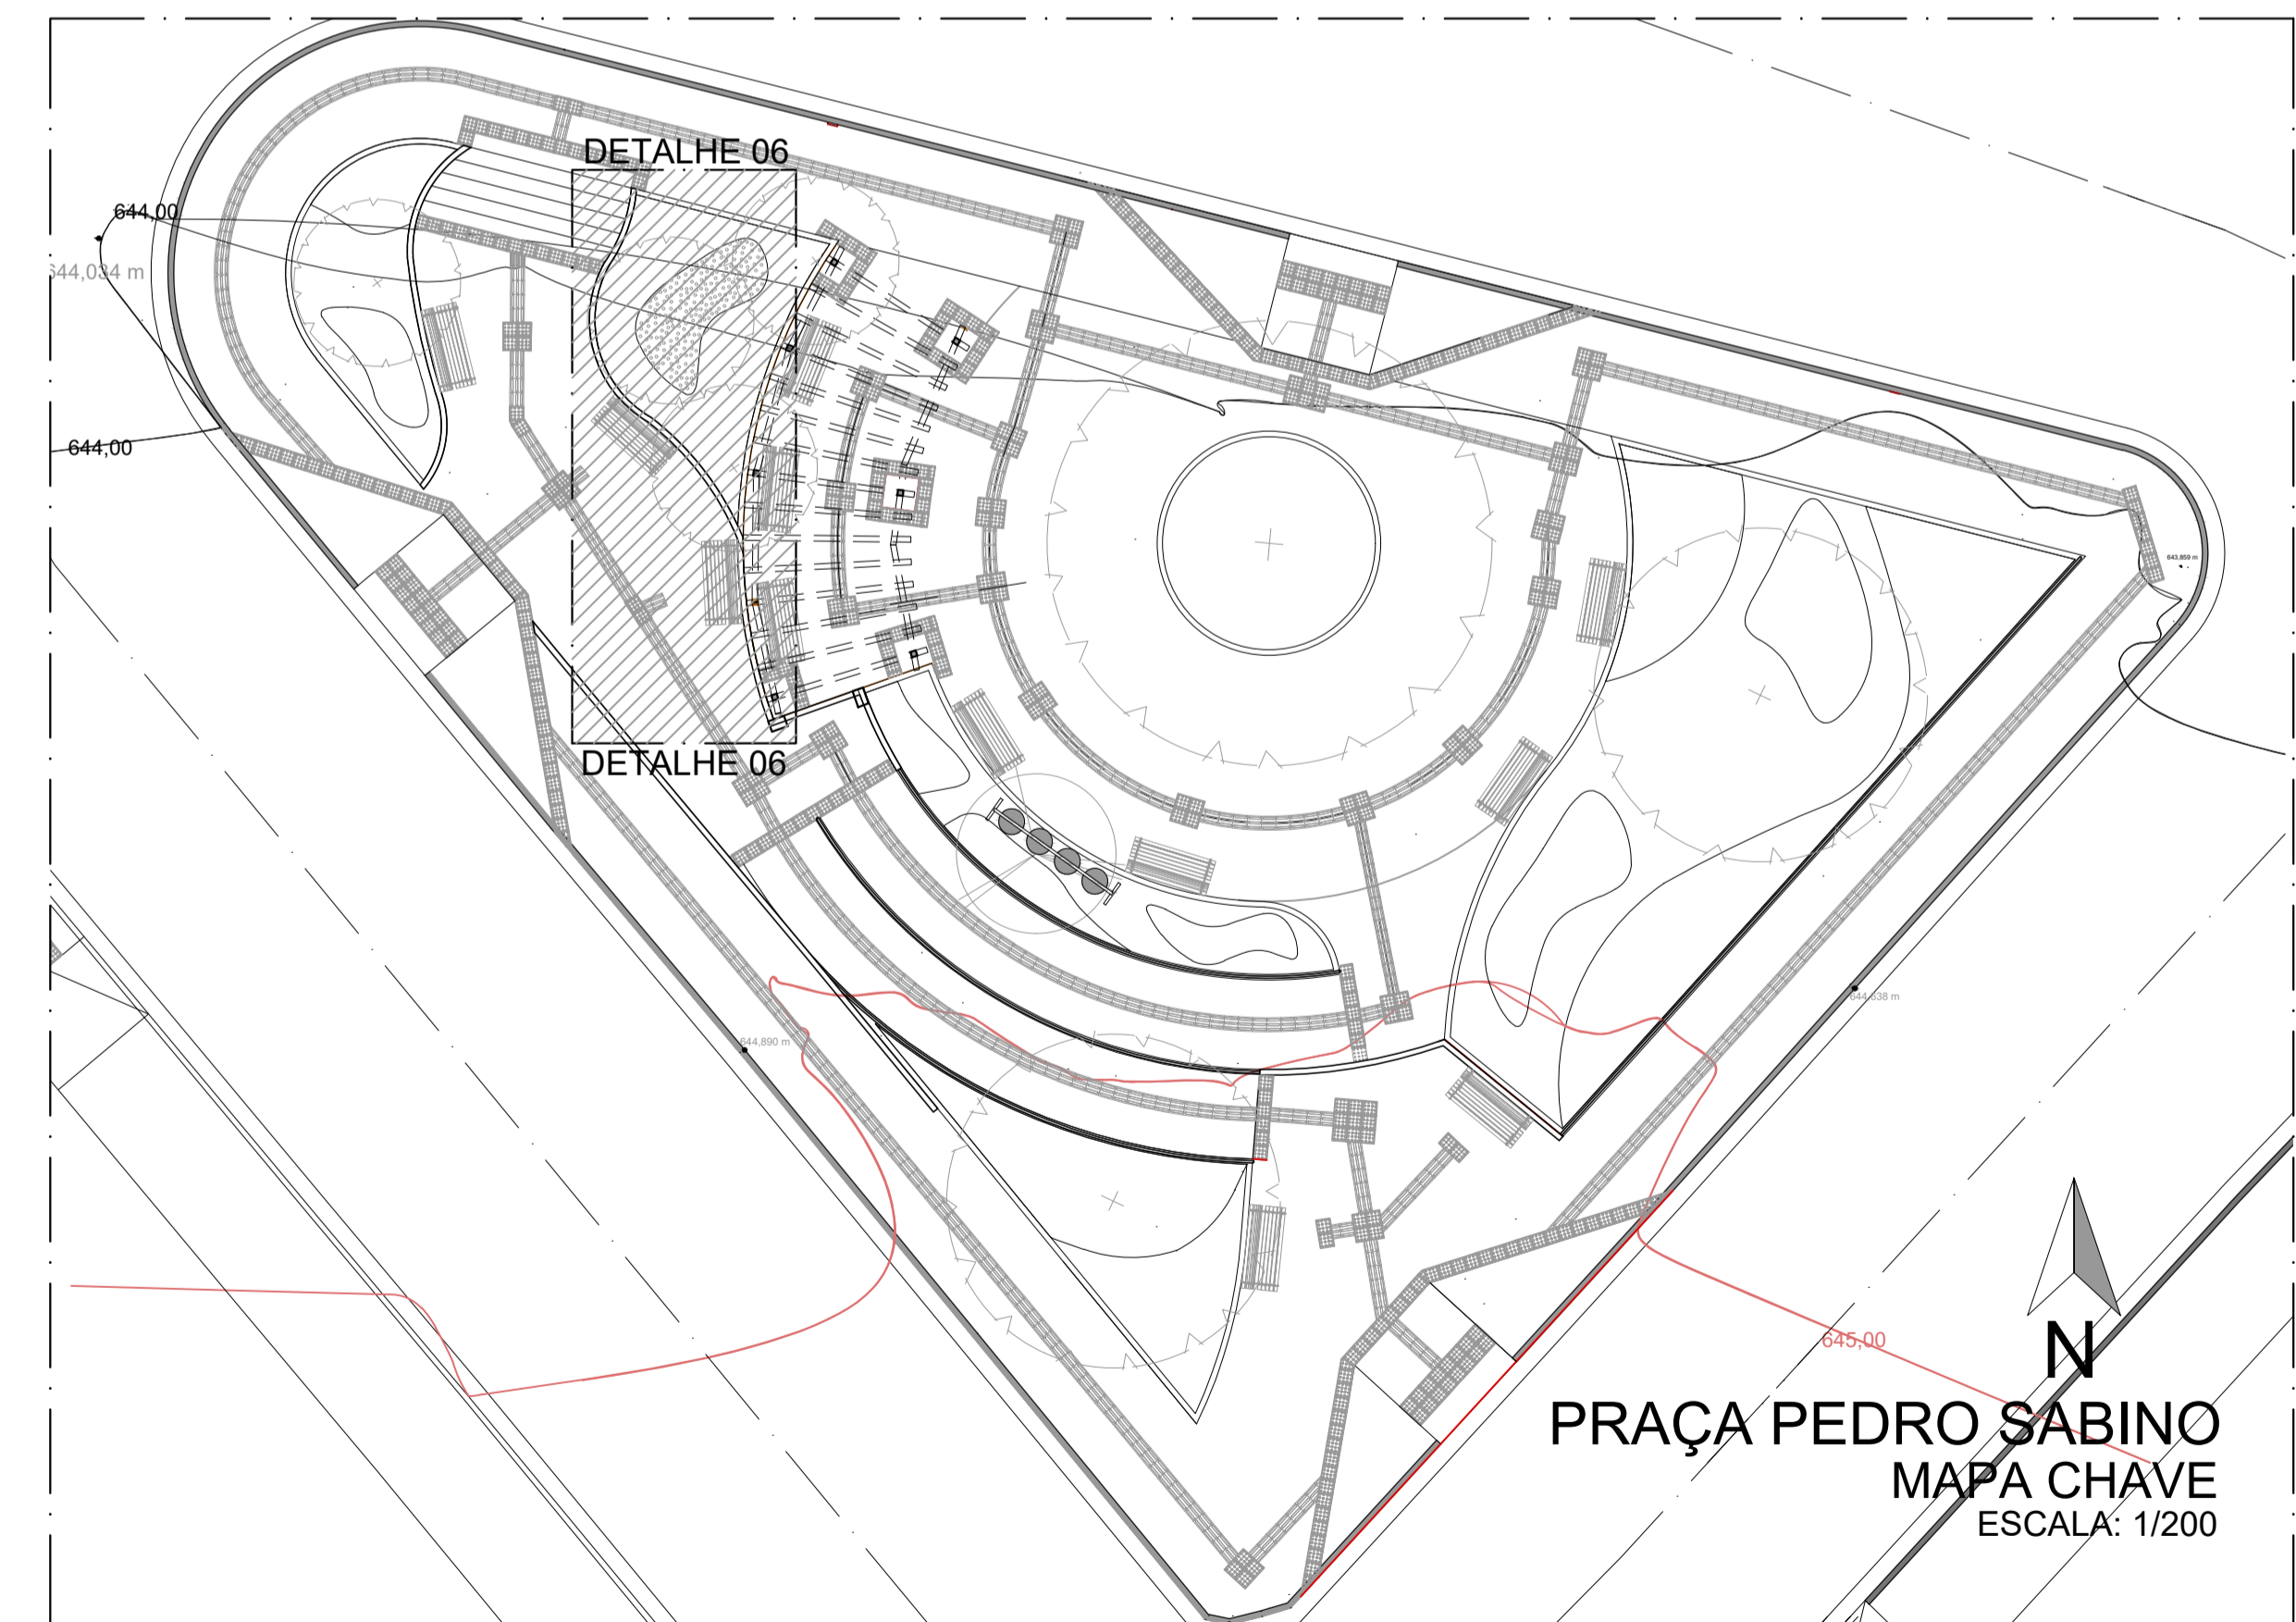 DETALHE 06
644,00
644,034 m
644,00
643,859 m
DETALHE 06
644,638 m
644,890 m
645,00
N
PRAÇA PEDRO SABINO
MAPA CHAVE
ESCALA: 1/200